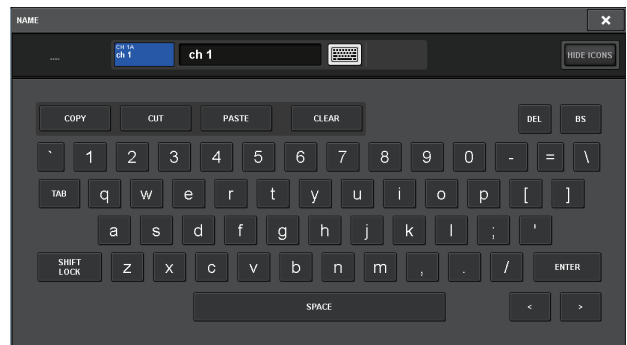 NAME
----
CH 1A
ch 1
ch 1
HIDE ICONS
COPY CUT PASTE CLEAR DEL BS
` 1 2 3 4 5 6 7 8 9 0 - = \
TAB q w e r t y u i o p [ ]
a s d f g h j k l ; '
SHIFT LOCK z x c v b n m , . / ENTER
SPACE < >